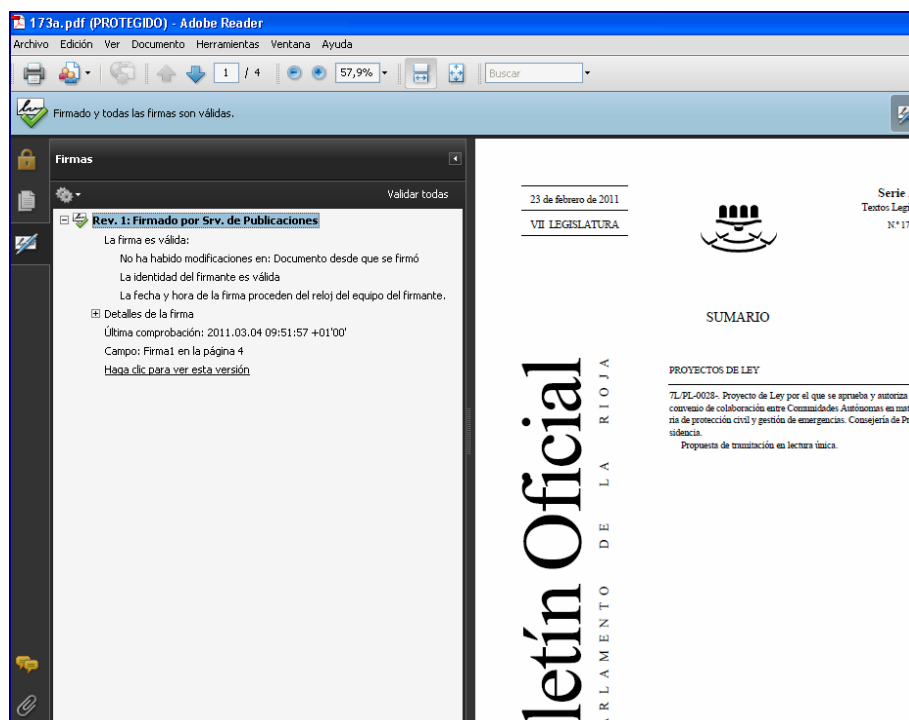 173a.pdf (PROTEGIDO) - Adobe Reader
Archivo Edición Ver Documento Herramientas Ventana Ayuda
1 / 4 57,9% Buscar
Firmado y todas las firmas son válidas.
Firmas
Validar todas
Rev. 1: Firmado por Srv. de Publicaciones
La firma es válida:
No ha habido modificaciones en: Documento desde que se firmó
La identidad del firmante es válida
La fecha y hora de la firma proceden del reloj del equipo del firmante.
Detalles de la firma
Última comprobación: 2011.03.04 09:51:57 +01'00'
Campo: Firma1 en la página 4
Haga clic para ver esta versión
23 de febrero de 2011
VII LEGISLATURA
Serie
Textos Legi
N.º 17
SUMARIO
PROYECTOS DE LEY
7L/PL-0028-. Proyecto de Ley por el que se aprueba y autoriza
convenio de colaboración entre Comunidades Autónomas en mat
ria de protección civil y gestión de emergencias. Consejería de Pr
sidencia.
Propuesta de tramitación en lectura única.
letín Oficial
ARLAMENTO DE LA RIOJA